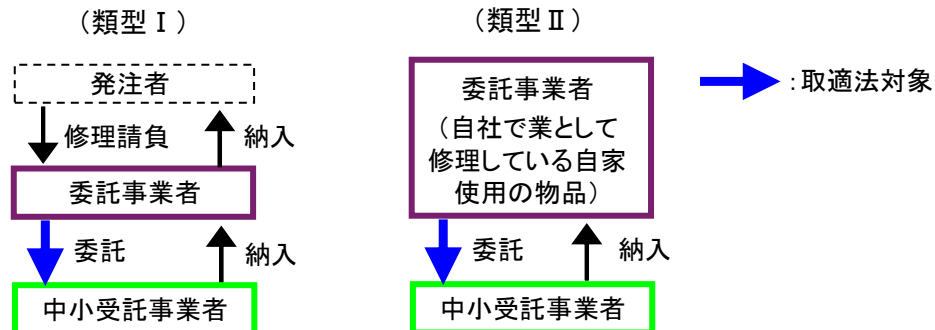 （類型Ⅰ）
発注者
修理請負
納入
委託事業者
委託
納入
中小受託事業者
（類型Ⅱ）
委託事業者
（自社で業として
修理している自家
使用の物品）
委託
納入
中小受託事業者
：取適法対象